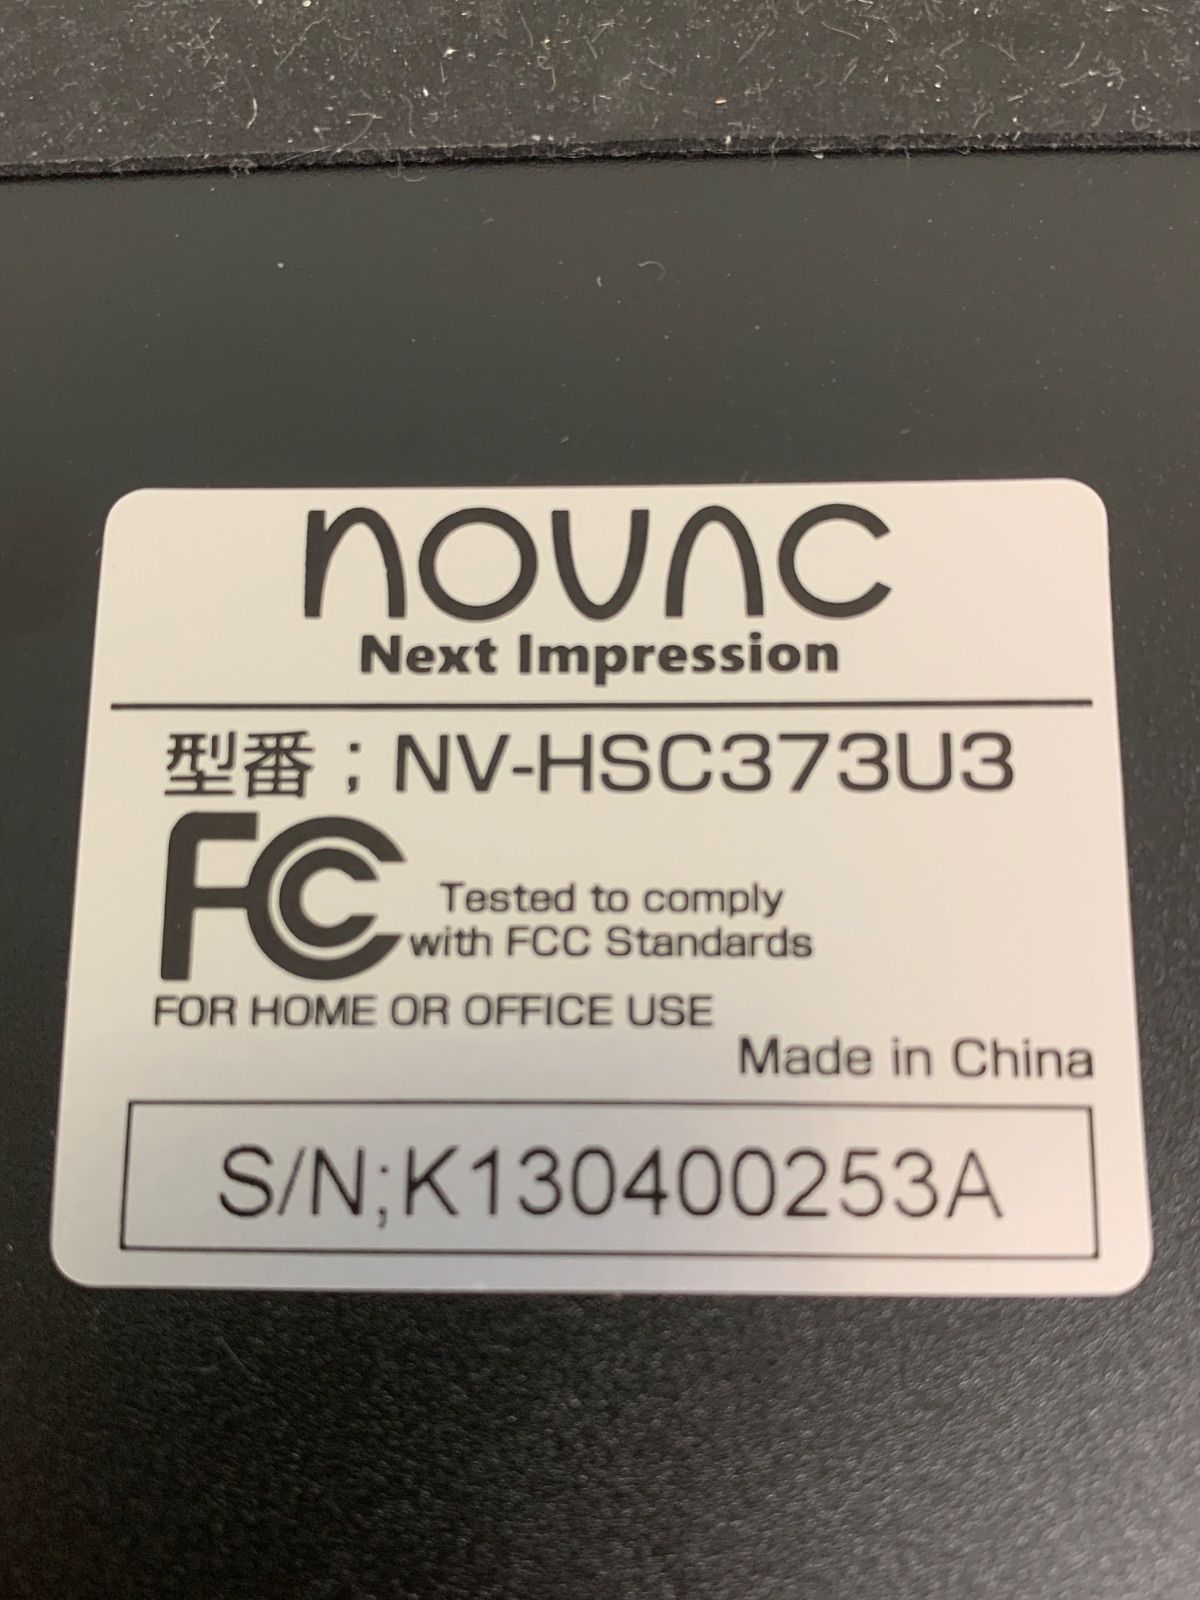 novac
Next Impression
型番；NV-HSC373U3
FC Tested to comply
with FCC Standards
FOR HOME OR OFFICE USE
Made in China
S/N;K130400253A